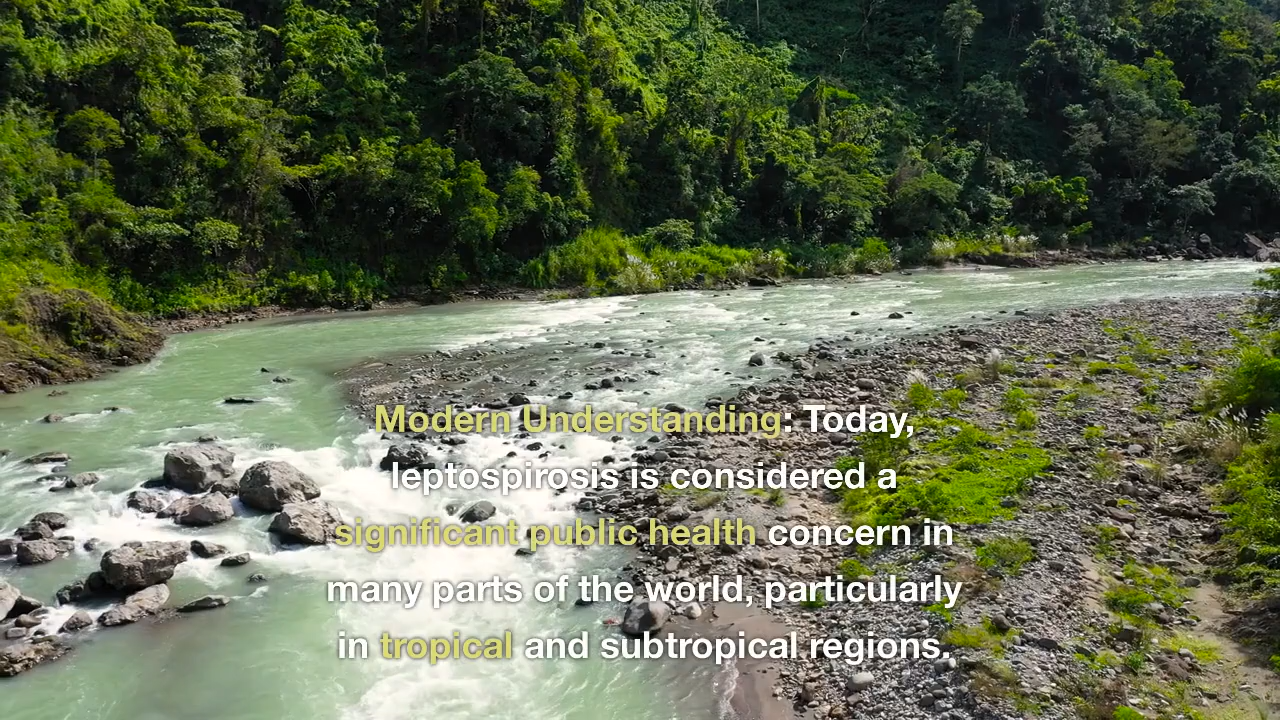 Modern Understanding: Today,
leptospirosis is considered a
significant public health concern in
many parts of the world, particularly
in tropical and subtropical regions.